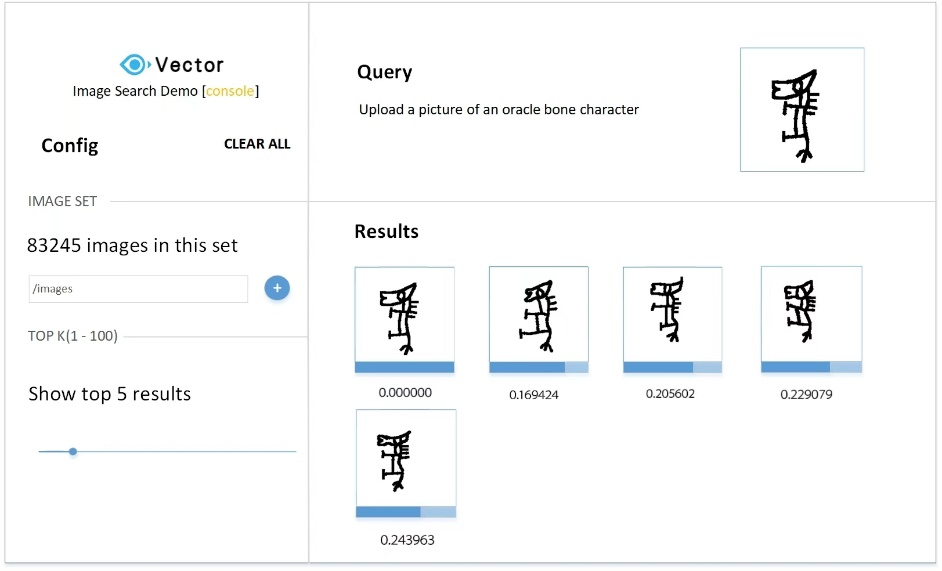 Vector
Image Search Demo [console]
Config
CLEAR ALL
IMAGE SET
83245 images in this set
/images
+
TOP K(1 - 100)
Show top 5 results
Query
Upload a picture of an oracle bone character
Results
0.000000
0.169424
0.205602
0.229079
0.243963